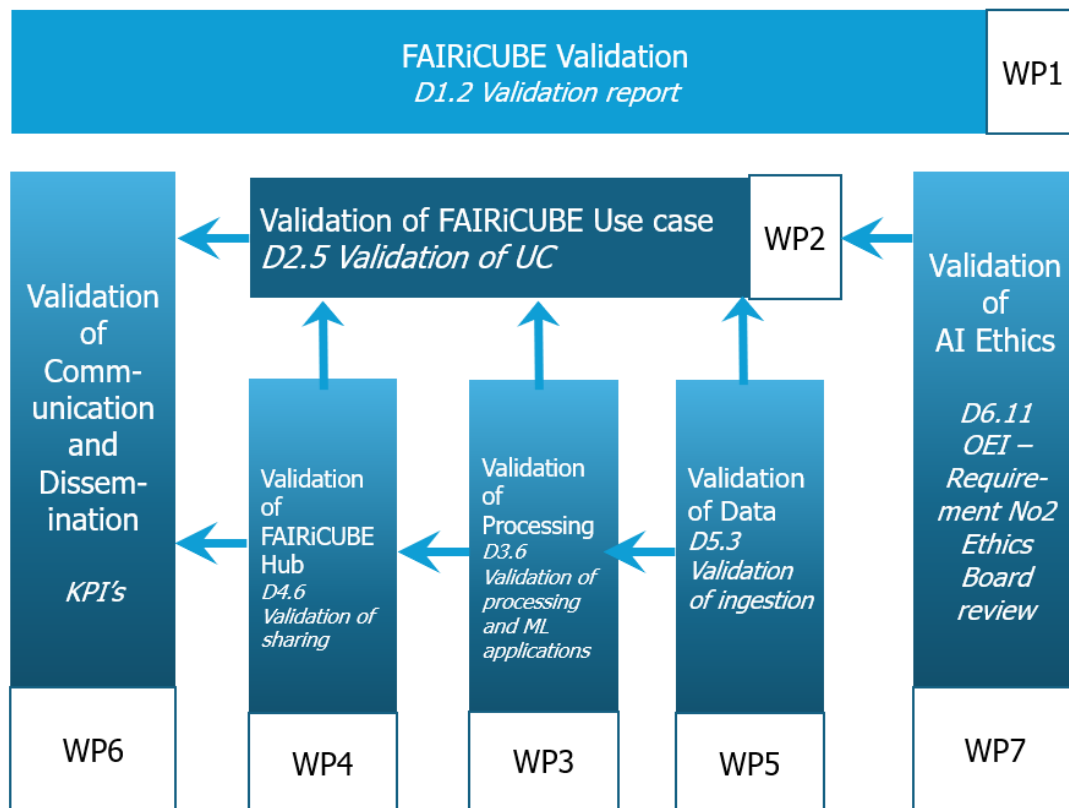 FAIRiCUBE Validation
D1.2 Validation report
WP1
Validation of FAIRiCUBE Use case
D2.5 Validation of UC
WP2
Validation
of
Comm-
unication
and
Dissem-
ination
KPI's
WP6
Validation
of
FAIRiCUBE
Hub
D4.6
Validation of
sharing
WP4
Validation
of
Processing
D3.6
Validation of
processing
and ML
applications
WP3
Validation
of Data
D5.3
Validation
of ingestion
WP5
Validation
of
AI Ethics
D6.11
OEI –
Require-
ment No2
Ethics
Board
review
WP7